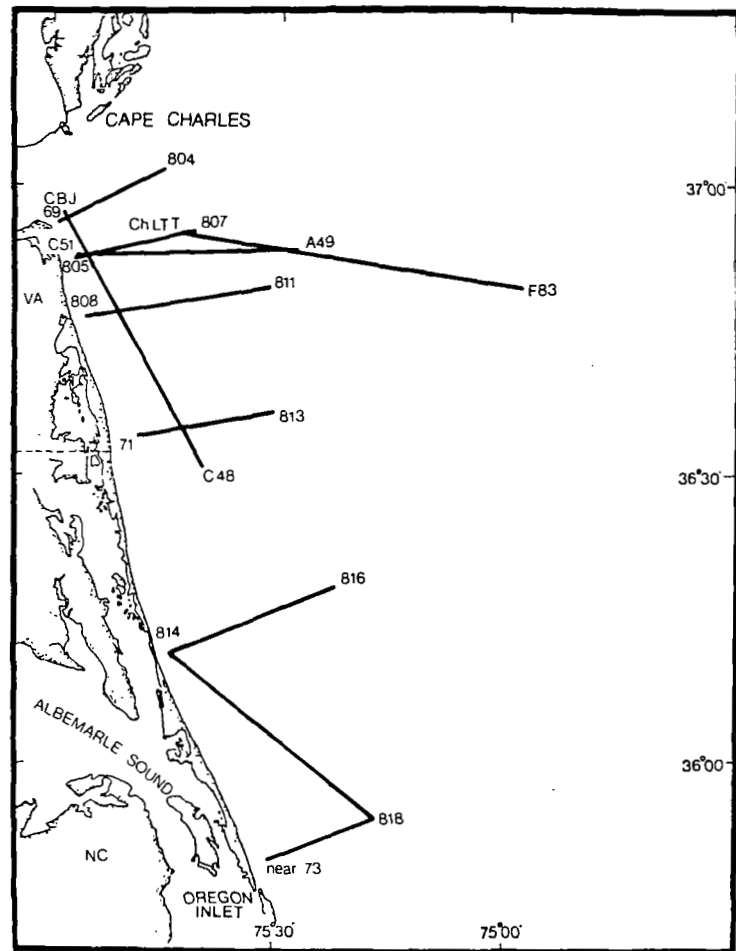 CAPE CHARLES
804
37°00'
CBJ
69
ChLTT
807
C51
A49
805
811
VA
808
F83
813
71
C48
36°30'
816
814
ALBEMARLE SOUND
36°00'
818
NC
near 73
OREGON
INLET
75°30'
75°00'